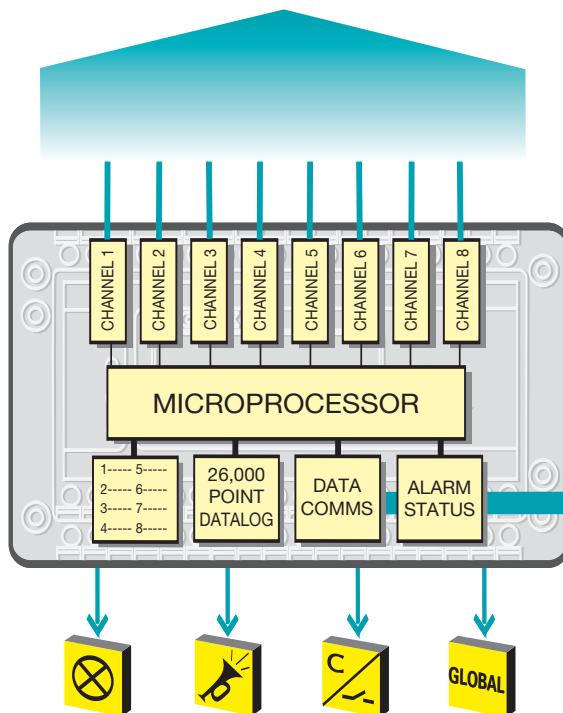 CHANNEL 1
CHANNEL 2
CHANNEL 3
CHANNEL 4
CHANNEL 5
CHANNEL 6
CHANNEL 7
CHANNEL 8
MICROPROCESSOR
1----- 5-----
2----- 6-----
3----- 7-----
4----- 8-----
26,000
POINT
DATALOG
DATA
COMMS
ALARM
STATUS
C
GLOBAL